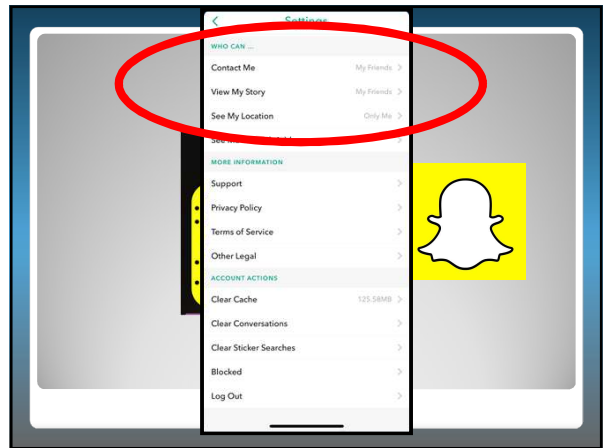 Settings
WHO CAN ...
Contact Me My Friends >
View My Story My Friends >
See My Location Only Me >
See
MORE INFORMATION
Support >
Privacy Policy >
Terms of Service >
Other Legal >
ACCOUNT ACTIONS
Clear Cache 125.58MB >
Clear Conversations >
Clear Sticker Searches >
Blocked >
Log Out >